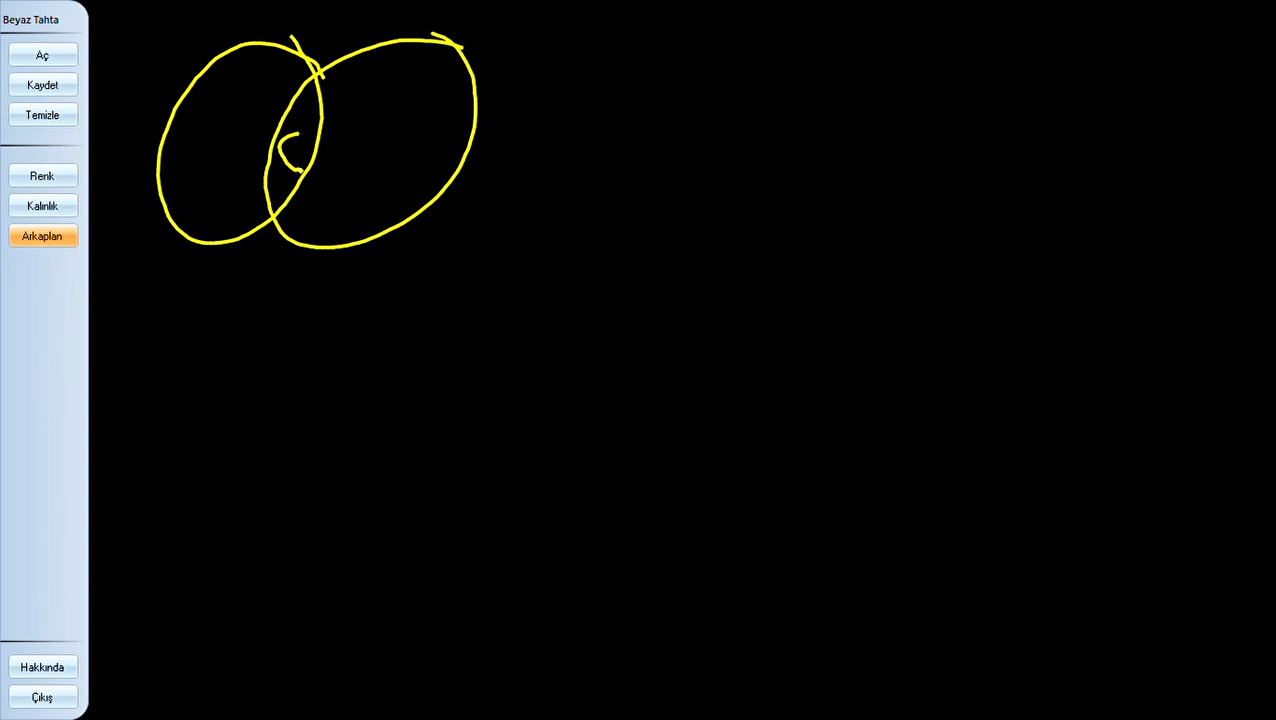 Beyaz Tahta
Aç
Kaydet
Temizle
Renk
Kalınlık
Arkaplan
c
Hakkında
Çıkış